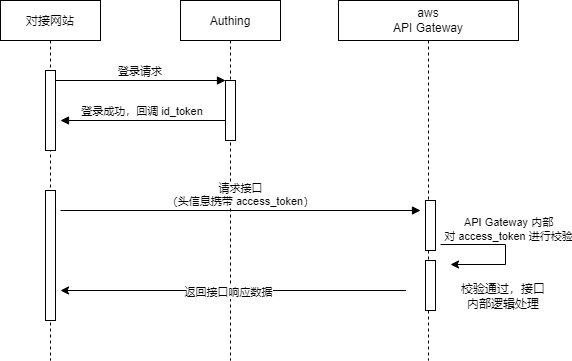 对接网站
Authing
aws
API Gateway
登录请求
登录成功，回调 id_token
请求接口
（头信息携带 access_token）
API Gateway 内部
对 access_token 进行校验
返回接口响应数据
校验通过，接口
内部逻辑处理